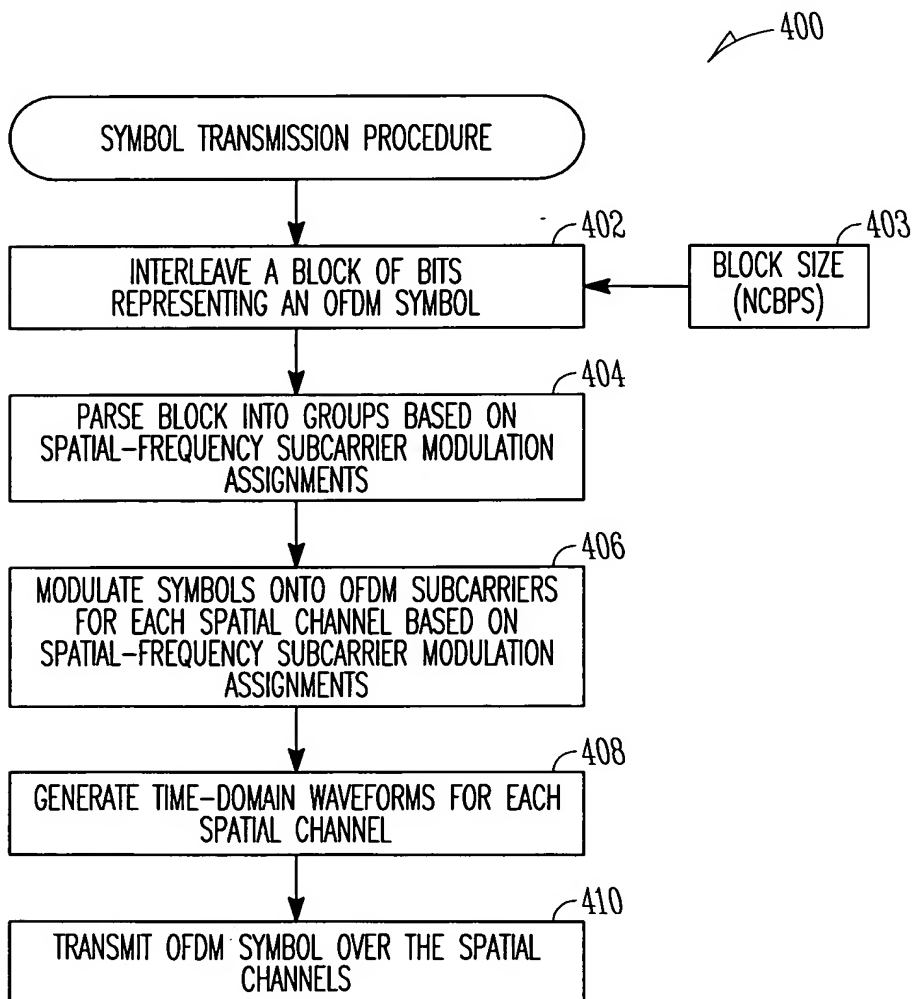 400
SYMBOL TRANSMISSION PROCEDURE
402
INTERLEAVE A BLOCK OF BITS
REPRESENTING AN OFDM SYMBOL
403
BLOCK SIZE
(NCBPS)
404
PARSE BLOCK INTO GROUPS BASED ON
SPATIAL-FREQUENCY SUBCARRIER MODULATION
ASSIGNMENTS
406
MODULATE SYMBOLS ONTO OFDM SUBCARRIERS
FOR EACH SPATIAL CHANNEL BASED ON
SPATIAL-FREQUENCY SUBCARRIER MODULATION
ASSIGNMENTS
408
GENERATE TIME-DOMAIN WAVEFORMS FOR EACH
SPATIAL CHANNEL
410
TRANSMIT OFDM SYMBOL OVER THE SPATIAL
CHANNELS